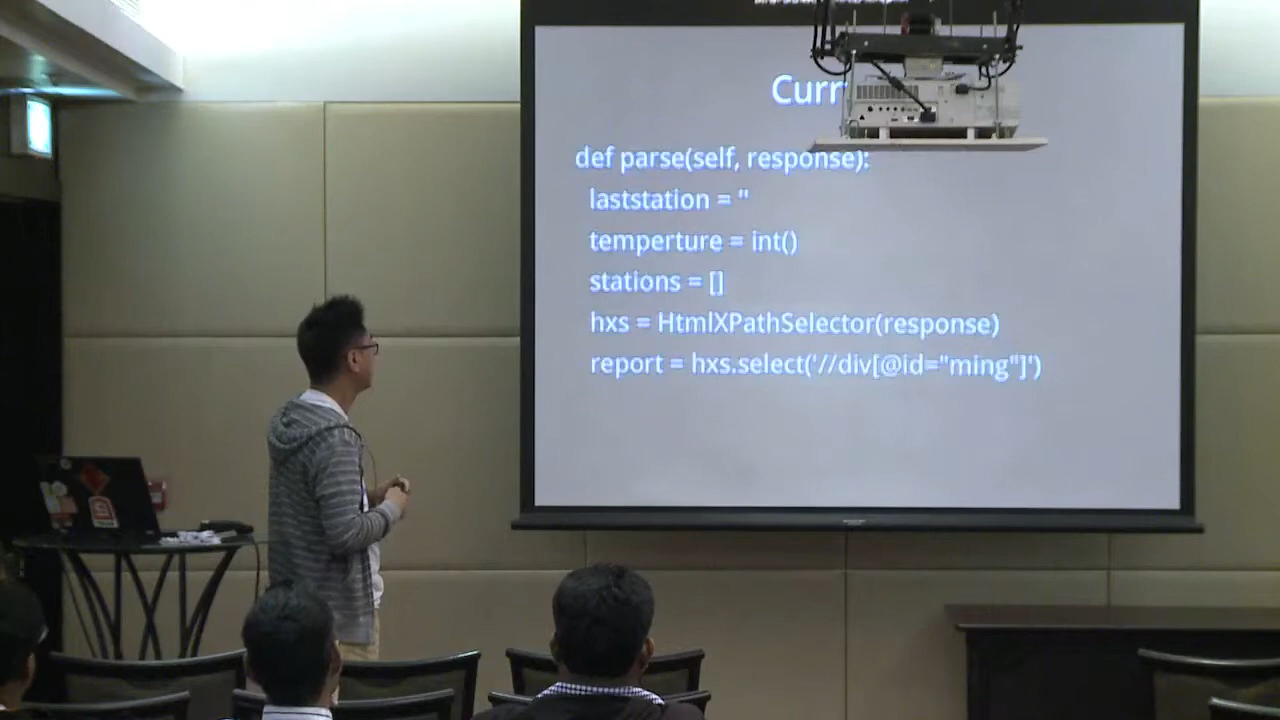 Curr
def parse(self, response):
laststation = ''
temperture = int()
stations = []
hxs = HtmlXPathSelector(response)
report = hxs.select('//div[@id="ming"]')